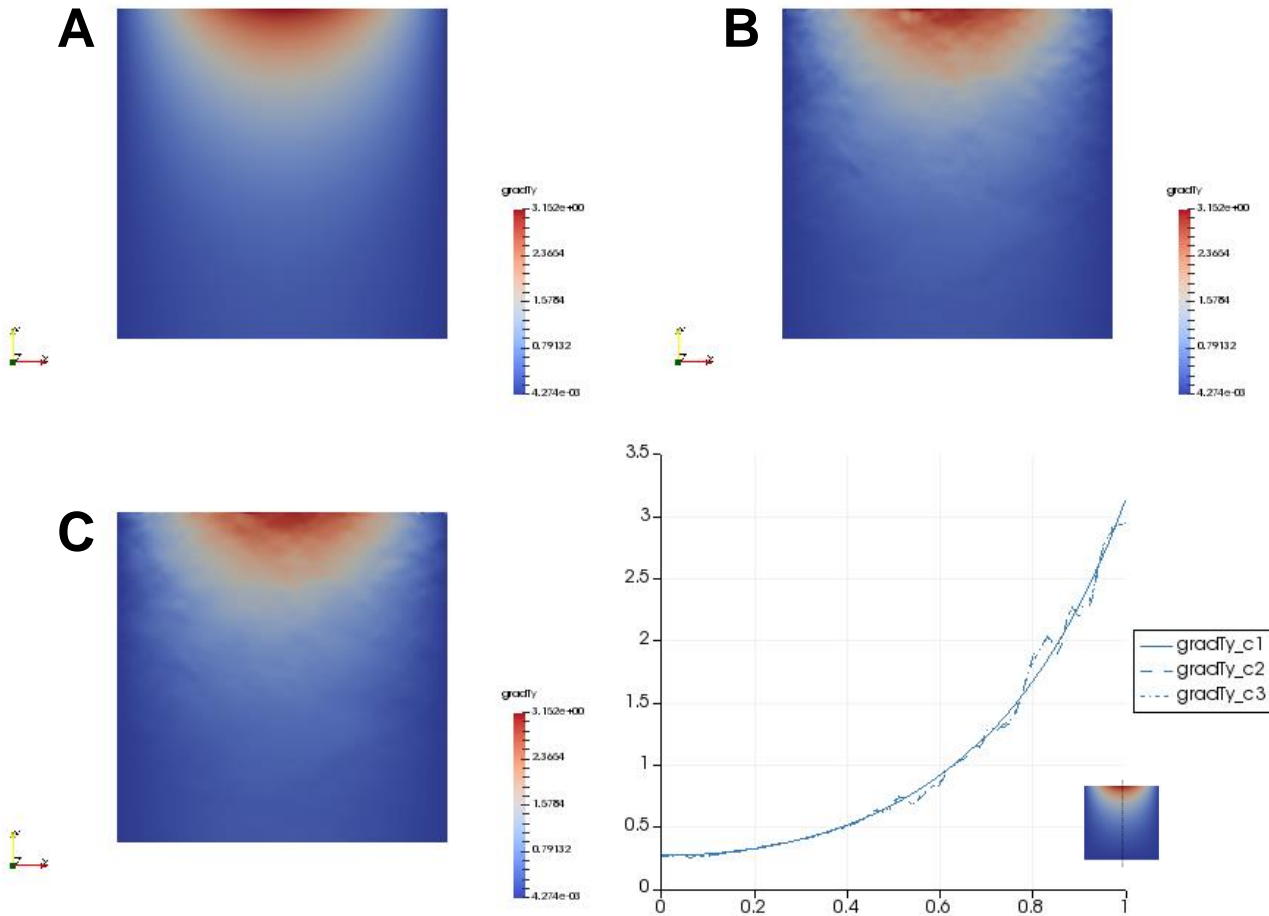 A
gradTy
3.152e+00
2.3654
1.5784
0.79132
4.274e-03
B
gradTy
3.152e+00
2.3654
1.5784
0.79132
4.274e-03
C
gradTy
3.152e+00
2.3654
1.5784
0.79132
4.274e-03
3.5
3
2.5
2
1.5
1
0.5
0
0 0.2 0.4 0.6 0.8 1
gradTy_c1
gradTy_c2
gradTy_c3